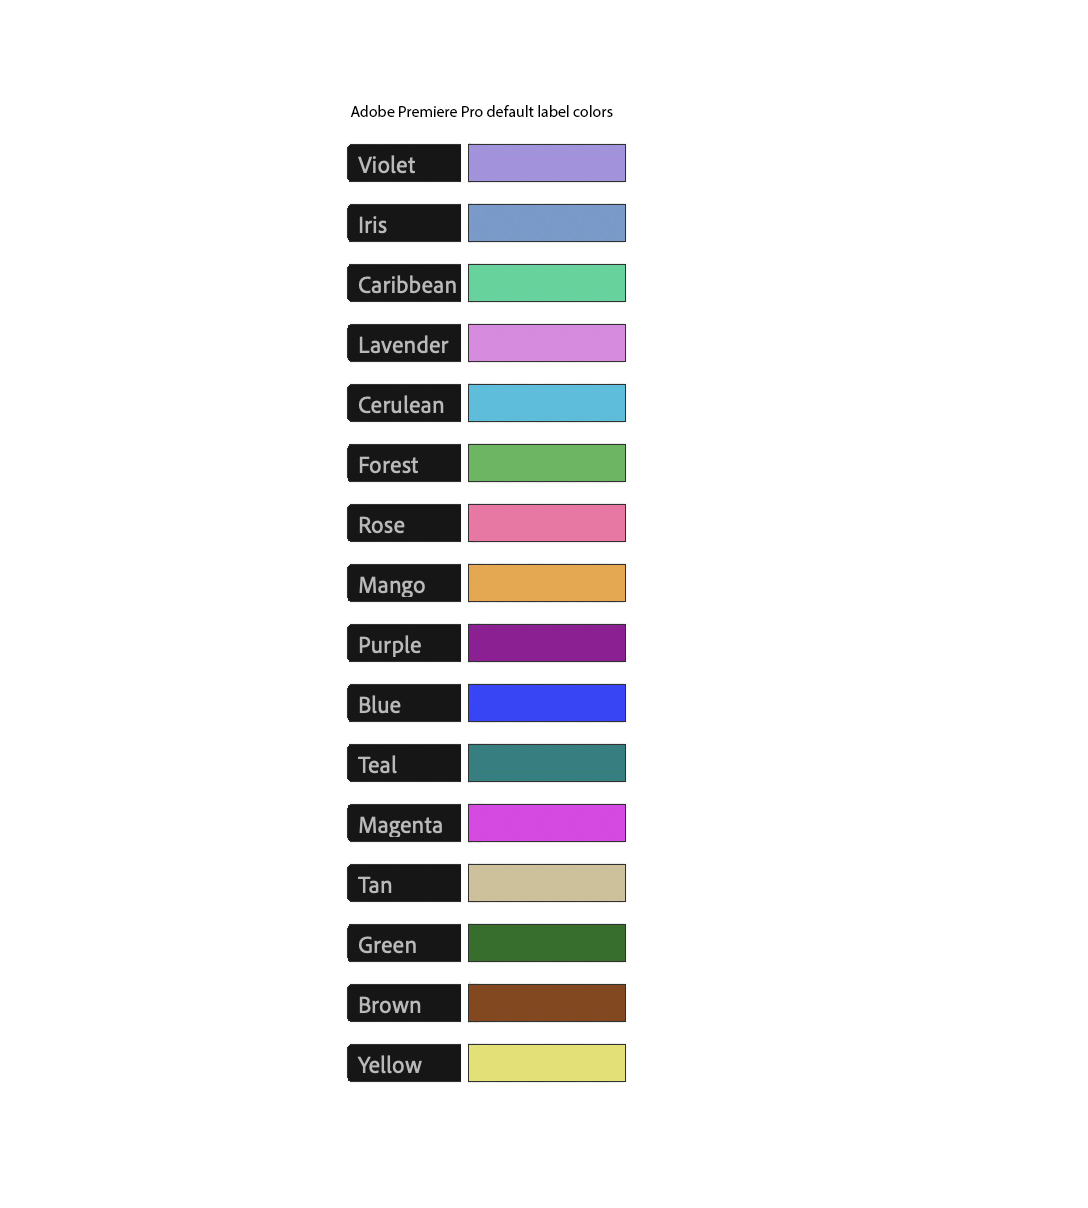 Adobe Premiere Pro default label colors
Violet
Iris
Caribbean
Lavender
Cerulean
Forest
Rose
Mango
Purple
Blue
Teal
Magenta
Tan
Green
Brown
Yellow